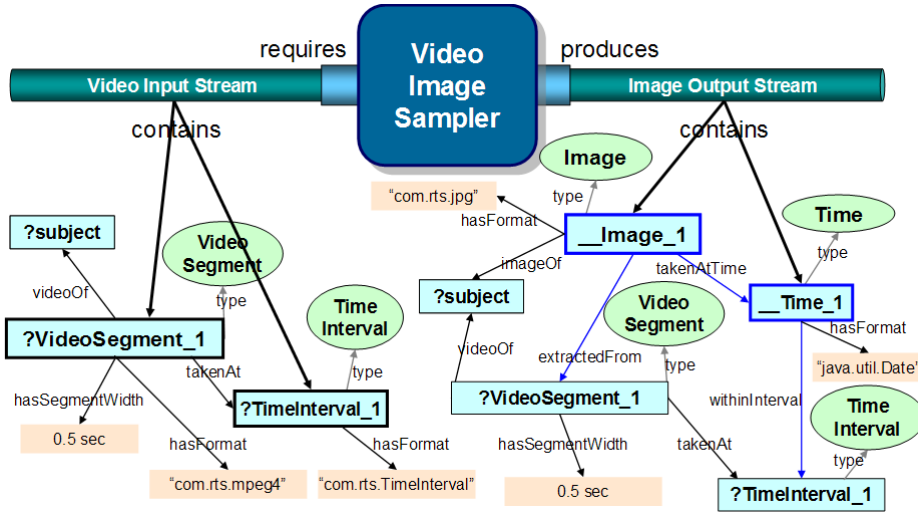 requires
Video
Image
Sampler
produces
Video Input Stream
Image Output Stream
contains
contains
Image
type
"com.rts.jpg"
hasFormat
Time
type
?subject
Video
Segment
type
__Image_1
imageOf
takenAtTime
videoOf
Time
Interval
type
?subject
Video
Segment
type
__Time_1
hasFormat
?VideoSegment_1
videoOf
extractedFrom
"java.util.Date"
takenAt
hasSegmentWidth
?TimeInterval_1
?VideoSegment_1
withinInterval
Time
Interval
type
0.5 sec
hasFormat
hasFormat
hasSegmentWidth
takenAt
"com.rts.mpeg4"
"com.rts.TimeInterval"
0.5 sec
?TimeInterval_1